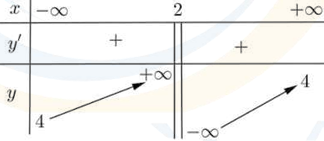 x −∞ 2 +∞
y′ + +
+∞ 4
y
4 −∞